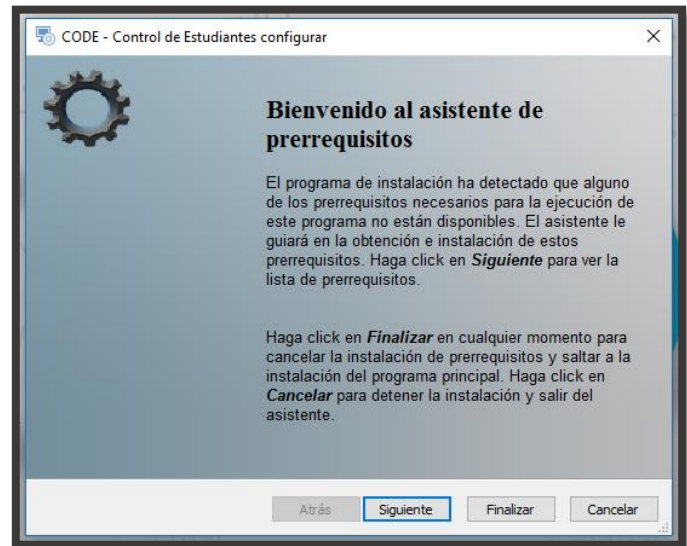 CODE - Control de Estudiantes configurar
Bienvenido al asistente de
prerrequisitos
El programa de instalación ha detectado que alguno
de los prerrequisitos necesarios para la ejecución de
este programa no están disponibles. El asistente le
guiará en la obtención e instalación de estos
prerrequisitos. Haga click en Siguiente para ver la
lista de prerrequisitos.
Haga click en Finalizar en cualquier momento para
cancelar la instalación de prerrequisitos y saltar a la
instalación del programa principal. Haga click en
Cancelar para detener la instalación y salir del
asistente.
Atrás Siguiente Finalizar Cancelar